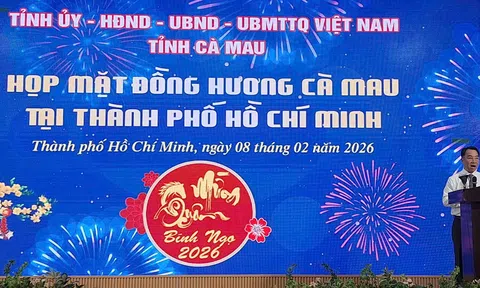 TỈNH ỦY - HĐND - UBND - UBMTTQ VIỆT NAM
TỈNH CÀ MAU
HỌP MẶT ĐỒNG HƯƠNG CÀ MAU
TẠI THÀNH PHỐ HỒ CHÍ MINH
Thành phố Hồ Chí Minh, ngày 08 tháng 02 năm 2026
Mừng
Xuân
Bính Ngọ
2026